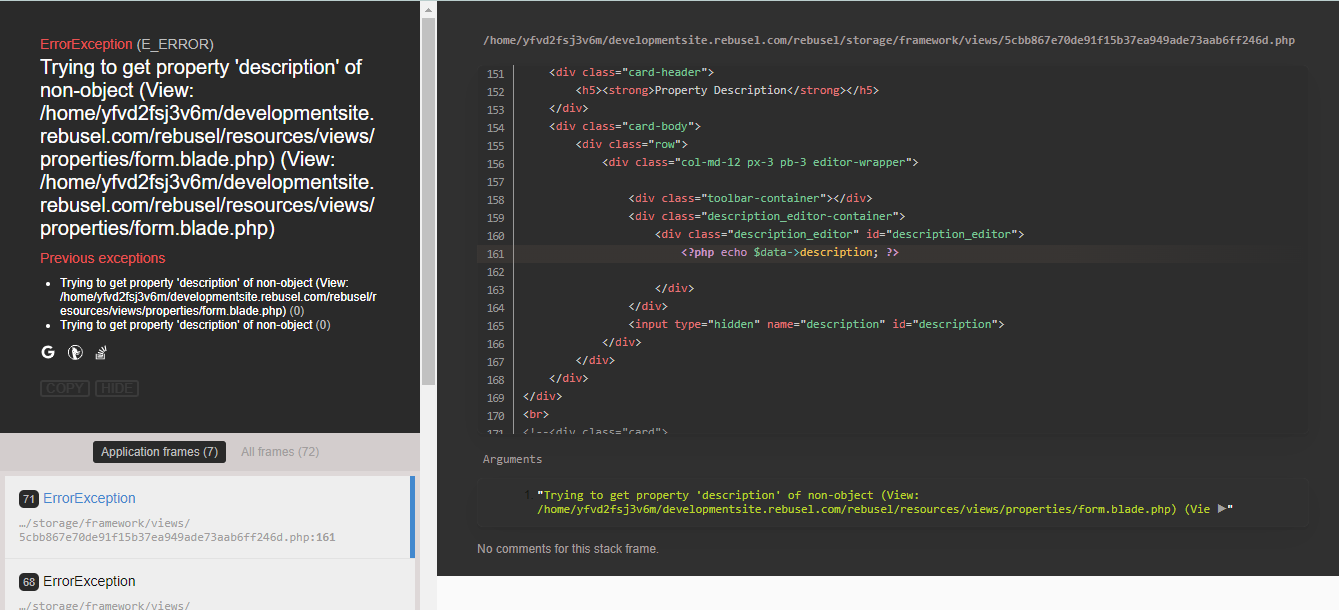 ErrorException (E_ERROR)
Trying to get property 'description' of
non-object (View:
/home/yfvd2fsj3v6m/developmentsite.
rebusel.com/rebusel/resources/views/
properties/form.blade.php) (View:
/home/yfvd2fsj3v6m/developmentsite.
rebusel.com/rebusel/resources/views/
properties/form.blade.php)
Previous exceptions
• Trying to get property 'description' of non-object (View:
/home/yfvd2fsj3v6m/developmentsite.rebusel.com/rebusel/r
esources/views/properties/form.blade.php) (0)
• Trying to get property 'description' of non-object (0)
COPY HIDE
Application frames (7) All frames (72)
71 ErrorException
…/storage/framework/views/
5cbb867e70de91f15b37ea949ade73aab6ff246d.php:161
68 ErrorException
…/storage/framework/views/
/home/yfvd2fsj3v6m/developmentsite.rebusel.com/rebusel/storage/framework/views/5cbb867e70de91f15b37ea949ade73aab6ff246d.php
151 <div class="card-header">
152 <h5><strong>Property Description</strong></h5>
153 </div>
154 <div class="card-body">
155 <div class="row">
156 <div class="col-md-12 px-3 pb-3 editor-wrapper">
157
158 <div class="toolbar-container"></div>
159 <div class="description_editor-container">
160 <div class="description_editor" id="description_editor">
161 <?php echo $data->description; ?>
162
163 </div>
164 </div>
165 <input type="hidden" name="description" id="description">
166 </div>
167 </div>
168 </div>
169 </div>
170 <br>
171 <!--<div class="card">
Arguments
1. "Trying to get property 'description' of non-object (View:
/home/yfvd2fsj3v6m/developmentsite.rebusel.com/rebusel/resources/views/properties/form.blade.php) (Vie ▶"
No comments for this stack frame.